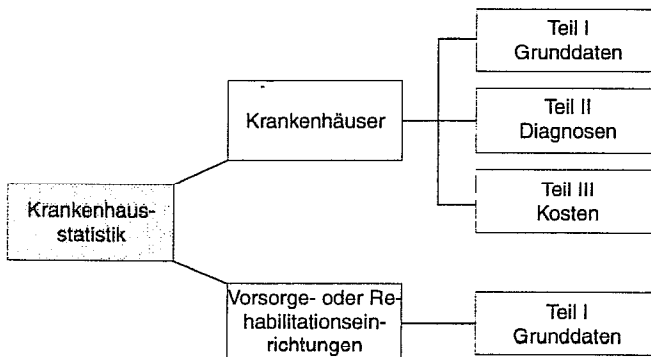 Teil I
Grunddaten
Krankenhäuser
Teil II
Diagnosen
Teil III
Kosten
Krankenhaus-
statistik
Vorsorge- oder Re-
habilitationsein-
richtungen
Teil I
Grunddaten